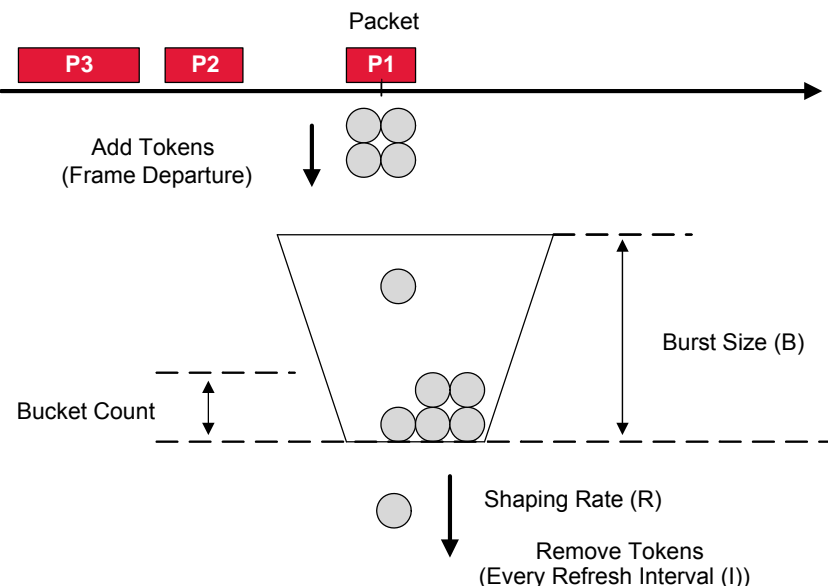 Packet
P3
P2
P1
Add Tokens
(Frame Departure)
Burst Size (B)
Bucket Count
Shaping Rate (R)
Remove Tokens
(Every Refresh Interval (I))